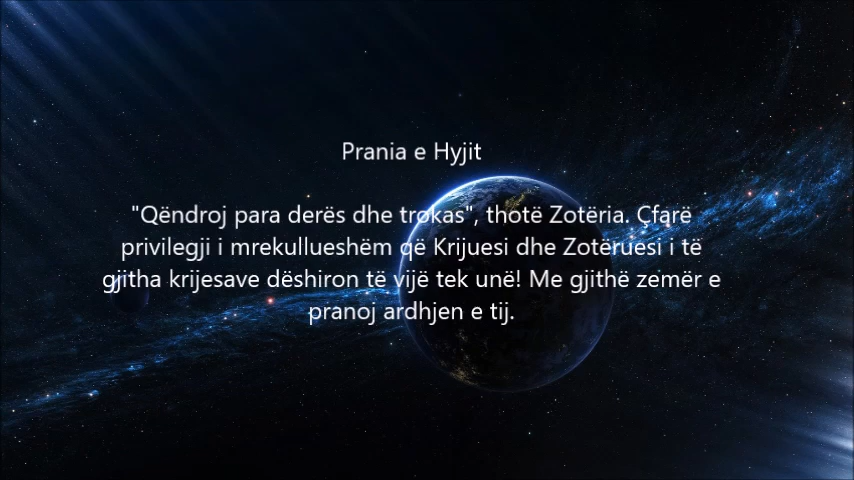 Prania e Hyjit
"Qëndroj para derës dhe trokas", thotë Zotëria. Çfarë
privilegji i mrekullueshëm që Krijuesi dhe Zotëruesi i të
gjitha krijesave dëshiron të vijë tek unë! Me gjithë zemër e
pranoj ardhjen e tij.